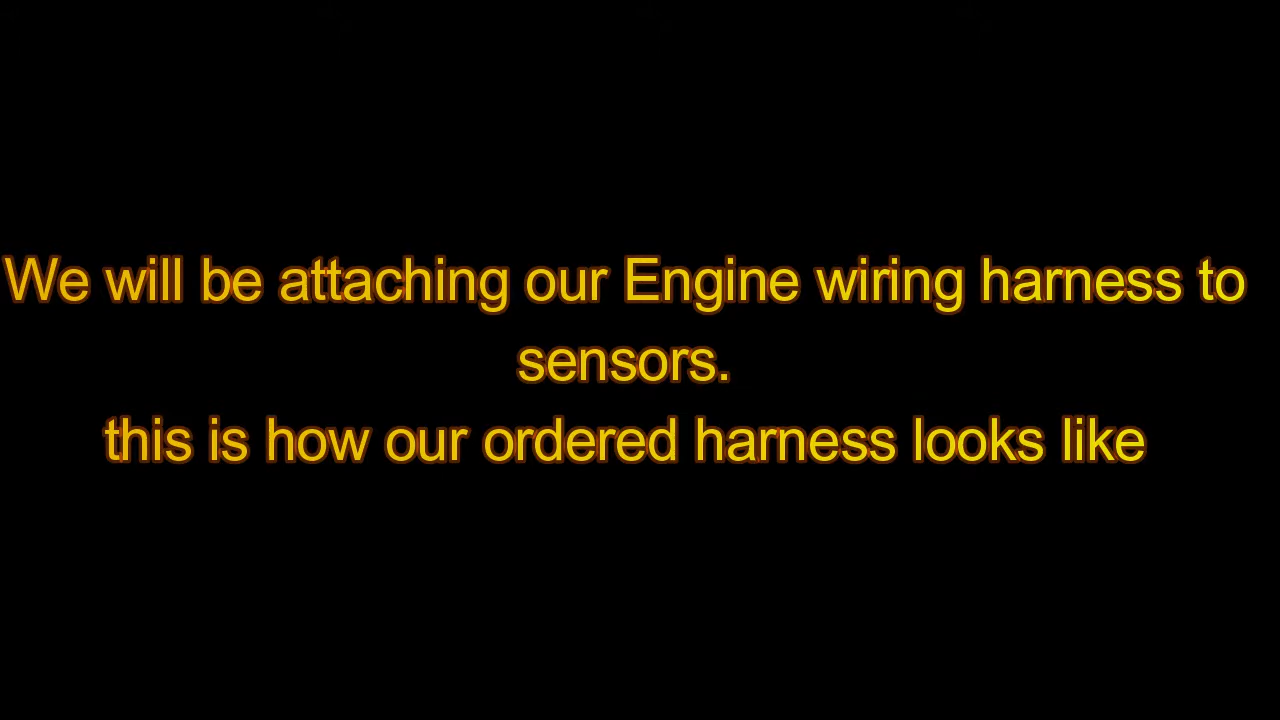 We will be attaching our Engine wiring harness to
sensors.
this is how our ordered harness looks like